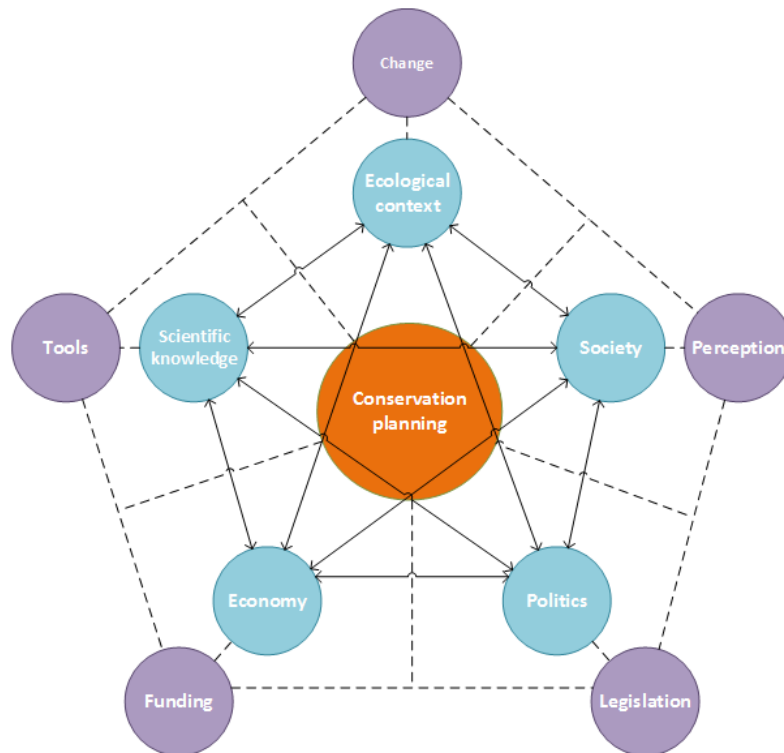 Change
Ecological
context
Tools
Scientific
knowledge
Society
Perception
Conservation
planning
Economy
Politics
Funding
Legislation